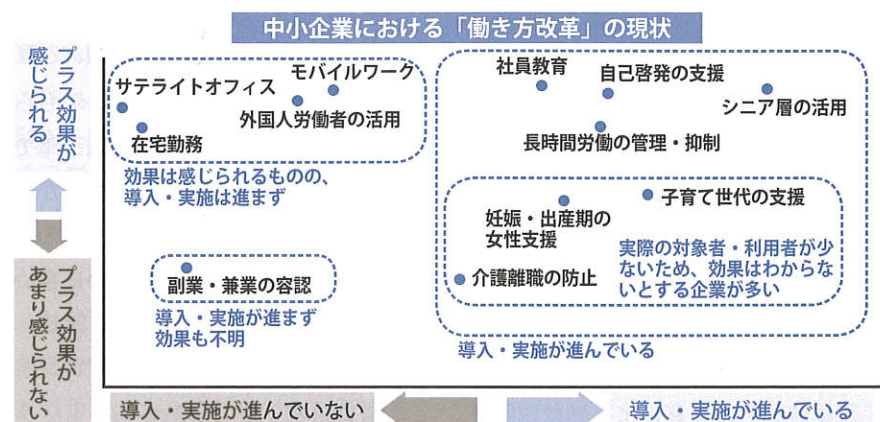 中小企業における「働き方改革」の現状
プラス効果が
感じられる
プラス効果が
あまり感じられない
サテライトオフィス
モバイルワーク
外国人労働者の活用
在宅勤務
効果は感じられるものの、
導入・実施は進まず
社員教育
自己啓発の支援
シニア層の活用
長時間労働の管理・抑制
妊娠・出産期の
女性支援
子育て世代の支援
介護離職の防止
実際の対象者・利用者が少
ないため、効果はわからな
いとする企業が多い
副業・兼業の容認
導入・実施が進まず
効果も不明
導入・実施が進んでいる
導入・実施が進んでいない
導入・実施が進んでいる